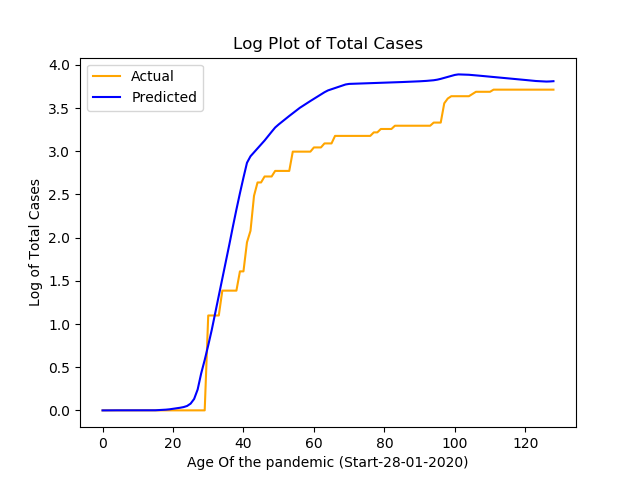 Log Plot of Total Cases
Actual
Predicted
Log of Total Cases
4.0
3.5
3.0
2.5
2.0
1.5
1.0
0.5
0.0
0 20 40 60 80 100 120
Age Of the pandemic (Start-28-01-2020)